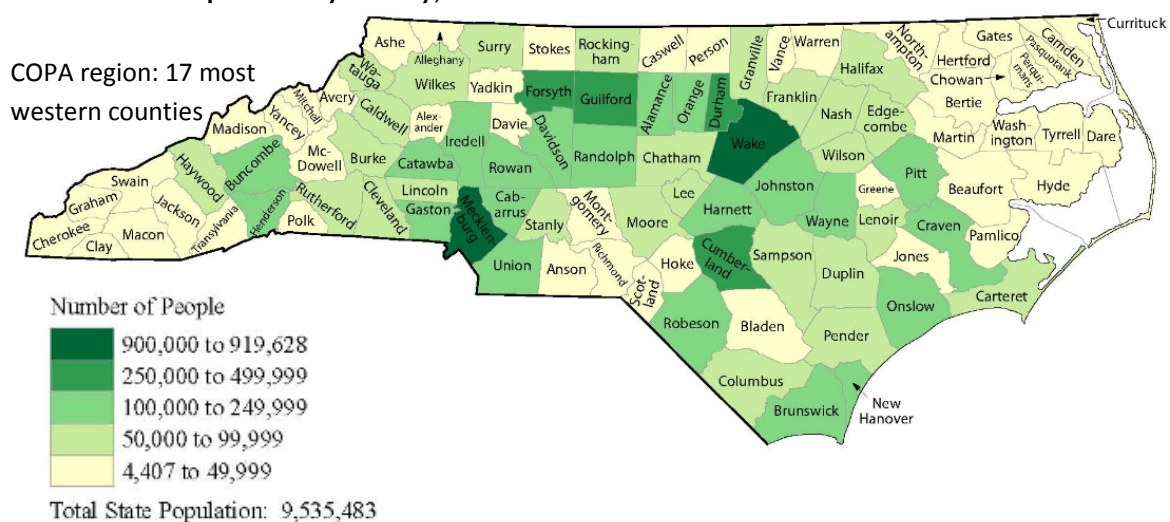 COPA region: 17 most
western counties
Currituck
Ashe
Alleghany
Surry
Stokes
Rocking-
ham
Caswell
Person
Granville
Vance
Warren
North-
ampton
Gates
Hertford
Chowan
Camden
Pasquotank
Perqui-
mans
Wa-
tauga
Wilkes
Yadkin
Forsyth
Guilford
Alamance
Orange
Durham
Franklin
Halifax
Bertie
Mitchell
Avery
Caldwell
Alex-
ander
Davie
Iredell
Davidson
Randolph
Chatham
Wake
Nash
Edge-
combe
Martin
Wash-
ington
Tyrrell
Dare
Madison
Yancey
Mc-
Dowell
Burke
Catawba
Rowan
Wilson
Pitt
Beaufort
Hyde
Haywood
Buncombe
Rutherford
Cleveland
Lincoln
Gaston
Mecklen-
burg
Cab-
arrus
Stanly
Mont-
gomery
Moore
Lee
Harnett
Johnston
Wayne
Greene
Lenoir
Craven
Pamlico
Swain
Graham
Cherokee
Clay
Macon
Jackson
Transylvania
Henderson
Polk
Union
Anson
Richmond
Scot-
land
Hoke
Cumber-
land
Sampson
Duplin
Jones
Onslow
Carteret
Robeson
Bladen
Pender
Columbus
Brunswick
New
Hanover
Number of People
900,000 to 919,628
250,000 to 499,999
100,000 to 249,999
50,000 to 99,999
4,407 to 49,999
Total State Population: 9,535,483